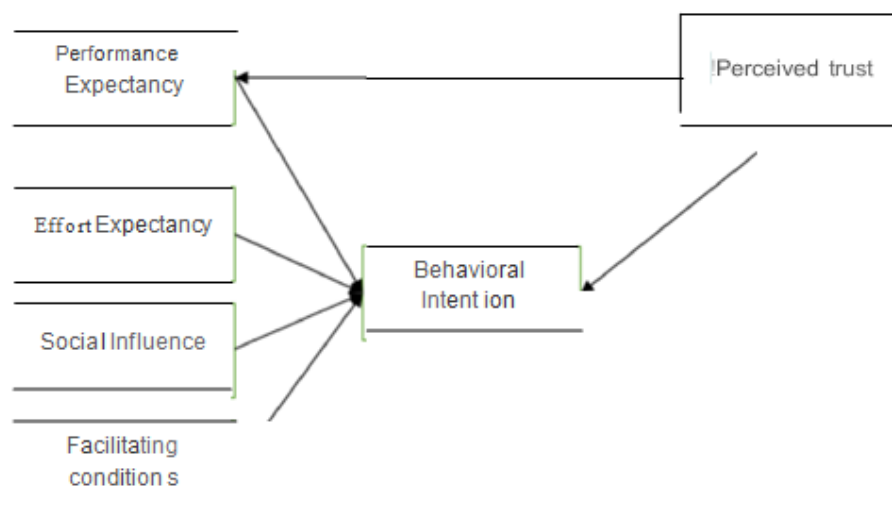 Performance
Expectancy
!Perceived trust
Effort Expectancy
Behavioral
Intent ion
Social Influence
Facilitating
condition s